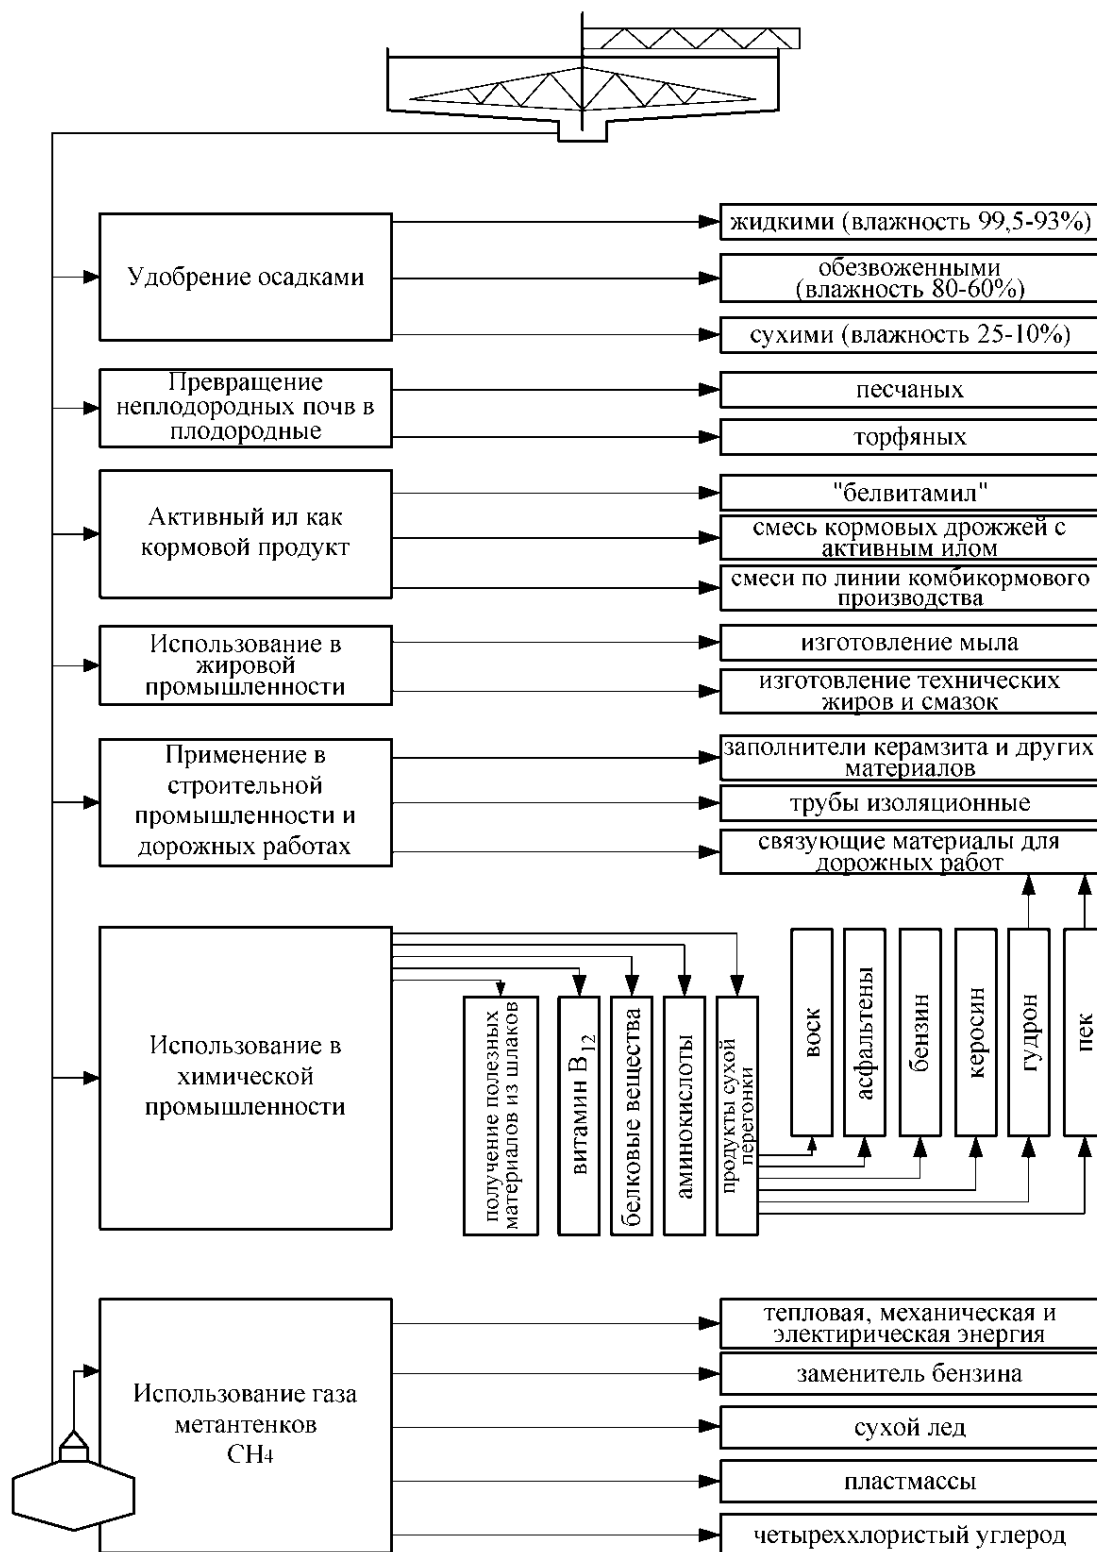 Удобрение осадками
жидкими (влажность 99,5-93%)
обезвоженными
(влажность 80-60%)
сухими (влажность 25-10%)
Превращение
неплодородных почв в
плодородные
песчаных
торфяных
Активный ил как
кормовой продукт
"белвитамил"
смесь кормовых дрожжей с
активным илом
смеси по линии комбикормового
производства
Использование в
жировой
промышленности
изготовление мыла
изготовление технических
жиров и смазок
Применение в
строительной
промышленности и
дорожных работах
заполнители керамзита и других
материалов
трубы изоляционные
связующие материалы для
дорожных работ
Использование в
химической
промышленности
получение полезных
материалов из шлаков
витамин В12
белковые вещества
аминокислоты
продукты сухой
перегонки
воск
асфальтены
бензин
керосин
гудрон
пек
Использование газа
метантенков
СН4
тепловая, механическая и
электирическая энергия
заменитель бензина
сухой лед
пластмассы
четыреххлористый углерод